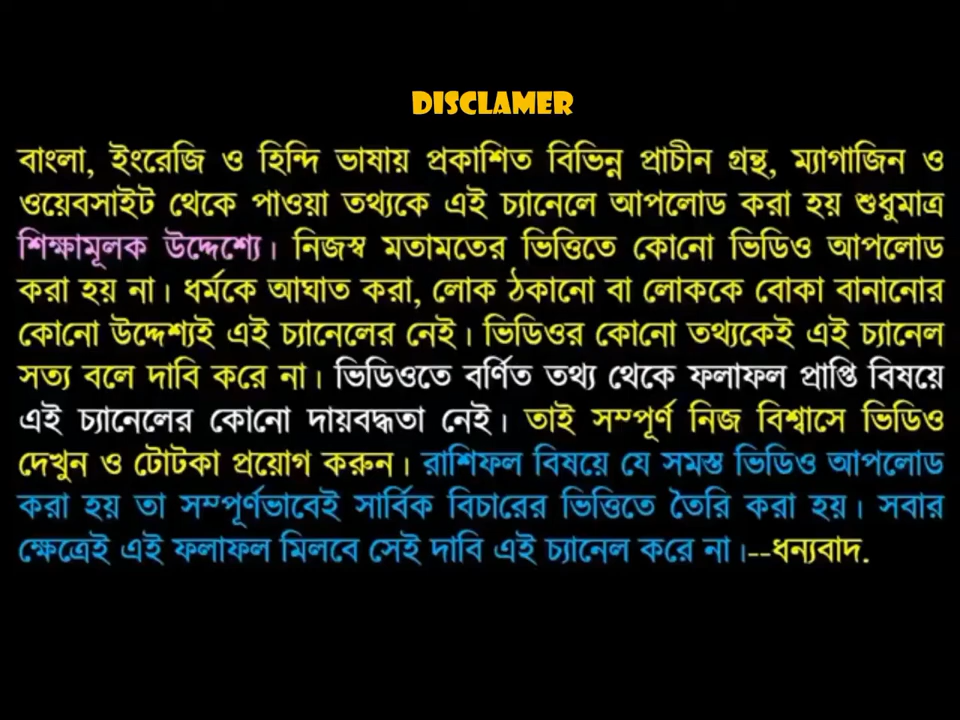 DISCLAMER
বাংলা, ইংরেজি ও হিন্দি ভাষায় প্রকাশিত বিভিন্ন প্রাচীন গ্রন্থ, ম্যাগাজিন ও
ওয়েবসাইট থেকে পাওয়া তথ্যকে এই চ্যানেলে আপলোড করা হয় শুধুমাত্র
শিক্ষামূলক উদ্দেশ্যে। নিজস্ব মতামতের ভিত্তিতে কোনো ভিডিও আপলোড
করা হয় না। ধর্মকে আঘাত করা, লোক ঠকানো বা লোককে বোকা বানানোর
কোনো উদ্দেশ্যই এই চ্যানেলের নেই। ভিডিওর কোনো তথ্যকেই এই চ্যানেল
সত্য বলে দাবি করে না। ভিডিওতে বর্ণিত তথ্য থেকে ফলাফল প্রাপ্তি বিষয়ে
এই চ্যানেলের কোনো দায়বদ্ধতা নেই। তাই সম্পূর্ণ নিজ বিশ্বাসে ভিডিও
দেখুন ও টোটকা প্রয়োগ করুন। রাশিফল বিষয়ে যে সমস্ত ভিডিও আপলোড
করা হয় তা সম্পূর্ণভাবেই সার্বিক বিচারের ভিত্তিতে তৈরি করা হয়। সবার
ক্ষেত্রেই এই ফলাফল মিলবে সেই দাবি এই চ্যানেল করে না।--ধন্যবাদ.